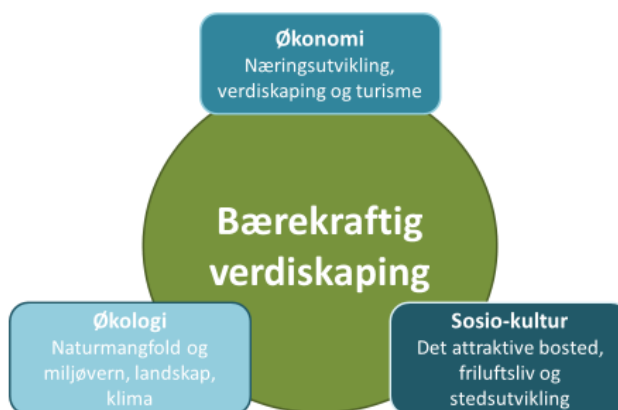 Økonomi
Næringsutvikling,
verdiskaping og turisme
Bærekraftig
verdiskaping
Økologi
Naturmangfold og
miljøvern, landskap,
klima
Sosio-kultur
Det attraktive bosted,
friluftsliv og
stedsutvikling